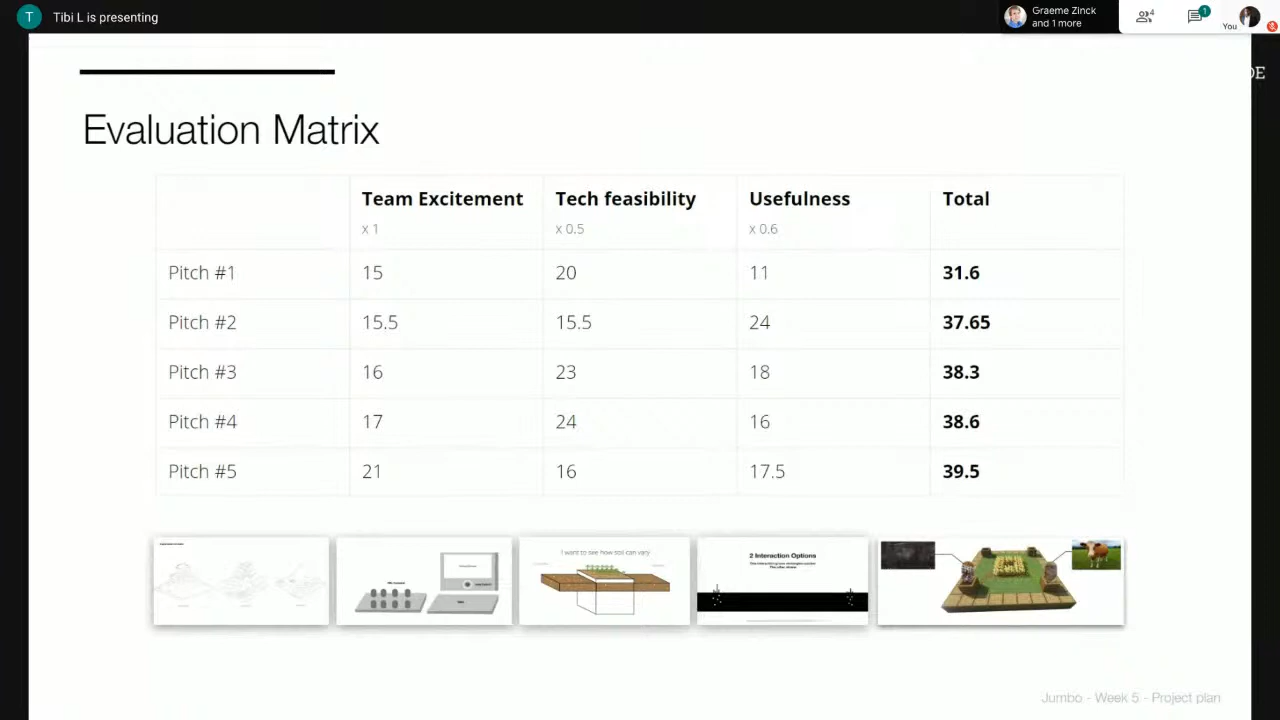 T Tibi L is presenting
Graeme Zinck
and 1 more
4
1
You
DE
Evaluation Matrix
Team Excitement Tech feasibility Usefulness Total
x 1 x 0.5 x 0.6
Pitch #1 15 20 11 31.6
Pitch #2 15.5 15.5 24 37.65
Pitch #3 16 23 18 38.3
Pitch #4 17 24 16 38.6
Pitch #5 21 16 17.5 39.5
I want to see how soil can vary
2 Interaction Options
Jumbo - Week 5 - Project plan